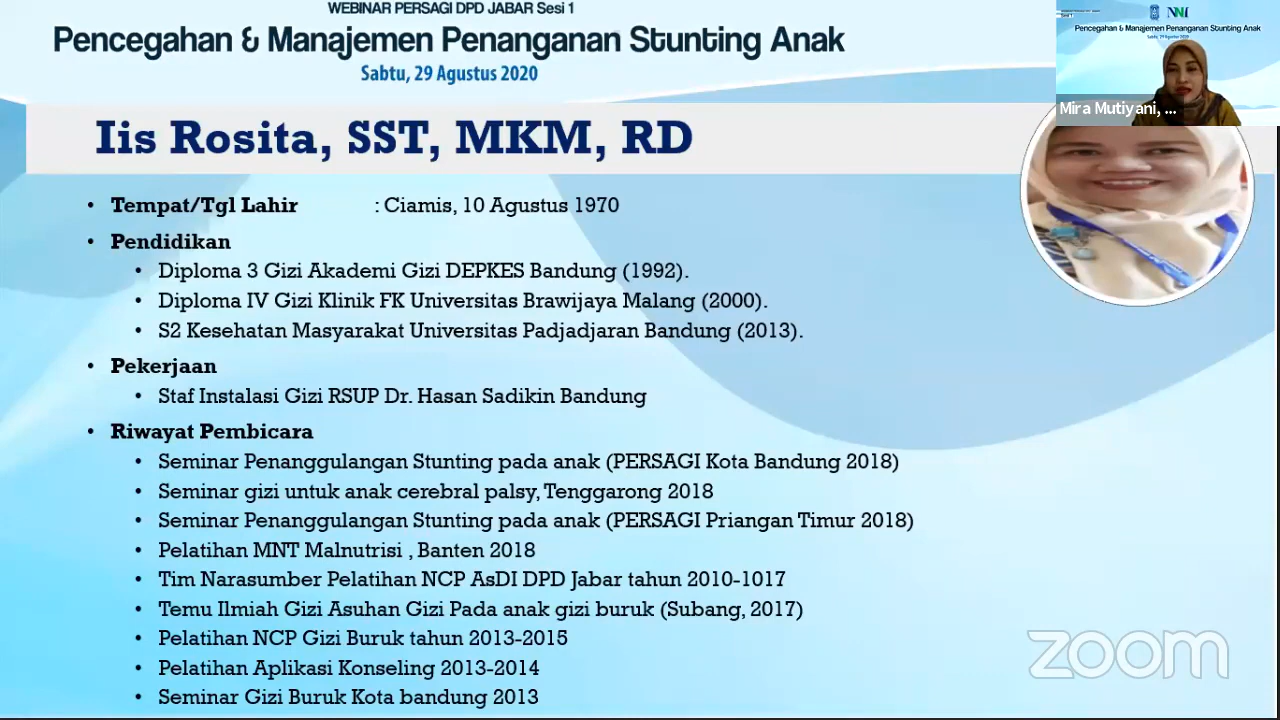 WEBINAR PERSAGI DPD JABAR Sesi 1
Pencegahan & Manajemen Penanganan Stunting Anak
Sabtu, 29 Agustus 2020
Pencegahan & Manajemen Penanganan Stunting Anak
Sabtu, 29 Agustus 2020
Mira Mutiyani, ...
Iis Rosita, SST, MKM, RD
• Tempat/Tgl Lahir : Ciamis, 10 Agustus 1970
• Pendidikan
• Diploma 3 Gizi Akademi Gizi DEPKES Bandung (1992).
• Diploma IV Gizi Klinik FK Universitas Brawijaya Malang (2000).
• S2 Kesehatan Masyarakat Universitas Padjadjaran Bandung (2013).
• Pekerjaan
• Staf Instalasi Gizi RSUP Dr. Hasan Sadikin Bandung
• Riwayat Pembicara
• Seminar Penanggulangan Stunting pada anak (PERSAGI Kota Bandung 2018)
• Seminar gizi untuk anak cerebral palsy, Tenggarong 2018
• Seminar Penanggulangan Stunting pada anak (PERSAGI Priangan Timur 2018)
• Pelatihan MNT Malnutrisi , Banten 2018
• Tim Narasumber Pelatihan NCP AsDI DPD Jabar tahun 2010-1017
• Temu Ilmiah Gizi Asuhan Gizi Pada anak gizi buruk (Subang, 2017)
• Pelatihan NCP Gizi Buruk tahun 2013-2015
• Pelatihan Aplikasi Konseling 2013-2014
• Seminar Gizi Buruk Kota bandung 2013
zoom